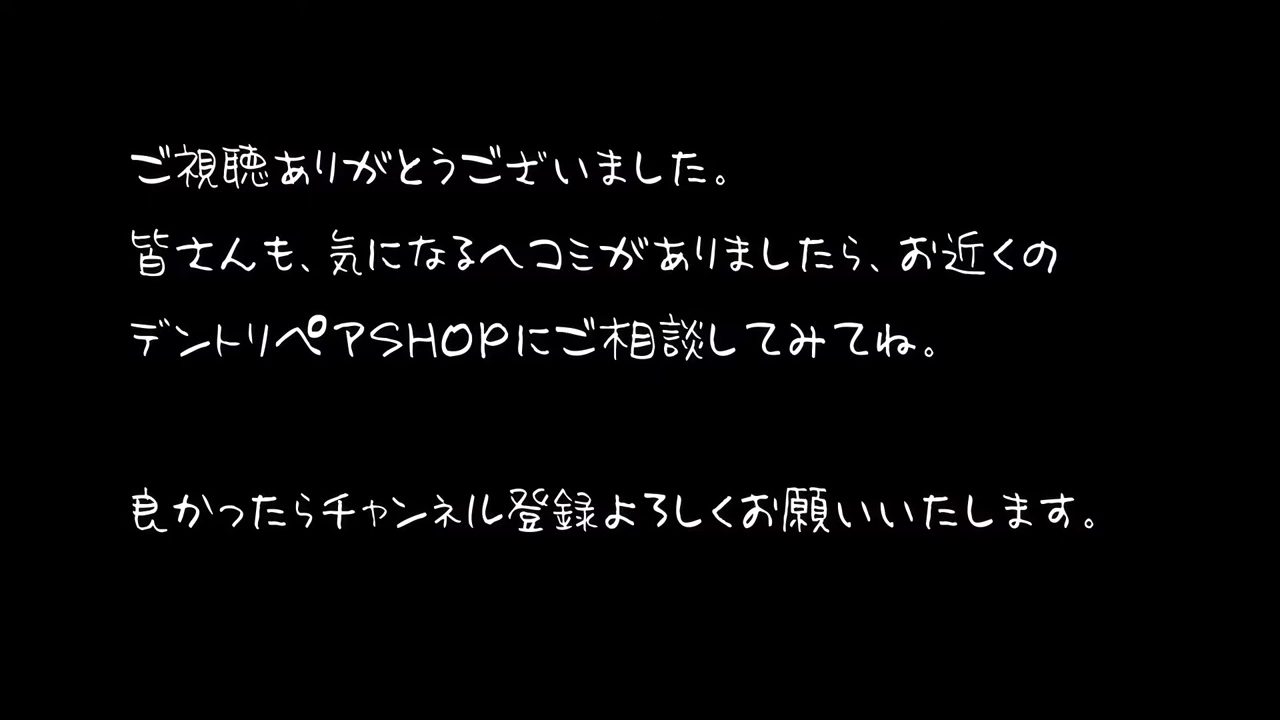 ご視聴ありがとうございました。
皆さんも、気になるヘコミがありましたら、お近くの
デントリペアSHOPにご相談してみてね。
良かったらチャンネル登録よろしくお願いいたします。